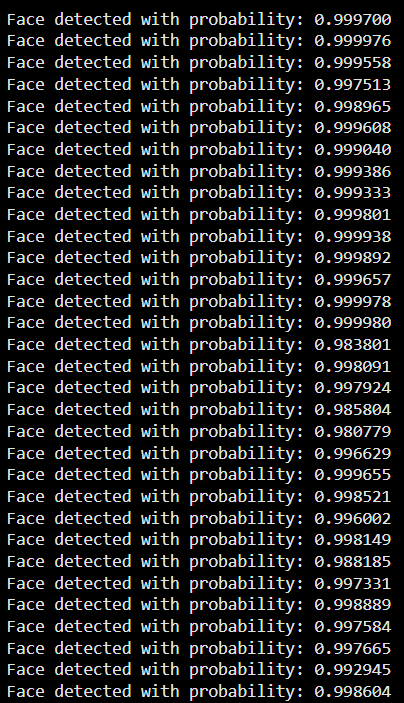 Face detected with probability: 0.999700
Face detected with probability: 0.999976
Face detected with probability: 0.999558
Face detected with probability: 0.997513
Face detected with probability: 0.998965
Face detected with probability: 0.999608
Face detected with probability: 0.999040
Face detected with probability: 0.999386
Face detected with probability: 0.999333
Face detected with probability: 0.999801
Face detected with probability: 0.999938
Face detected with probability: 0.999892
Face detected with probability: 0.999657
Face detected with probability: 0.999978
Face detected with probability: 0.999980
Face detected with probability: 0.983801
Face detected with probability: 0.998091
Face detected with probability: 0.997924
Face detected with probability: 0.985804
Face detected with probability: 0.980779
Face detected with probability: 0.996629
Face detected with probability: 0.999655
Face detected with probability: 0.998521
Face detected with probability: 0.996002
Face detected with probability: 0.998149
Face detected with probability: 0.988185
Face detected with probability: 0.997331
Face detected with probability: 0.998889
Face detected with probability: 0.997584
Face detected with probability: 0.997665
Face detected with probability: 0.992945
Face detected with probability: 0.998604